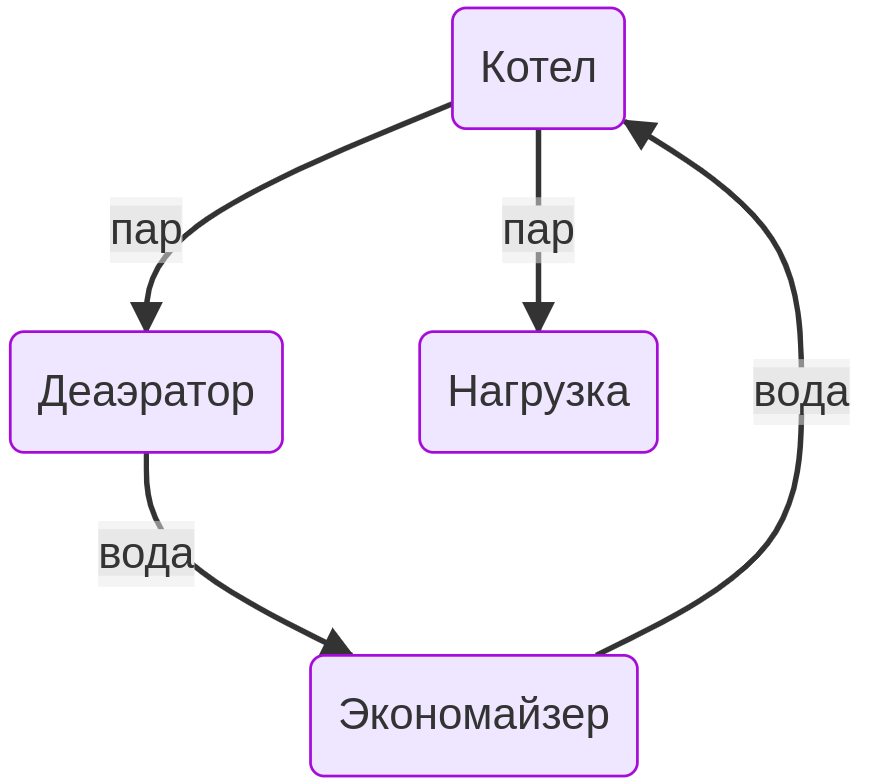 Котел
пар
пар
Деаэратор
Нагрузка
вода
вода
Экономайзер